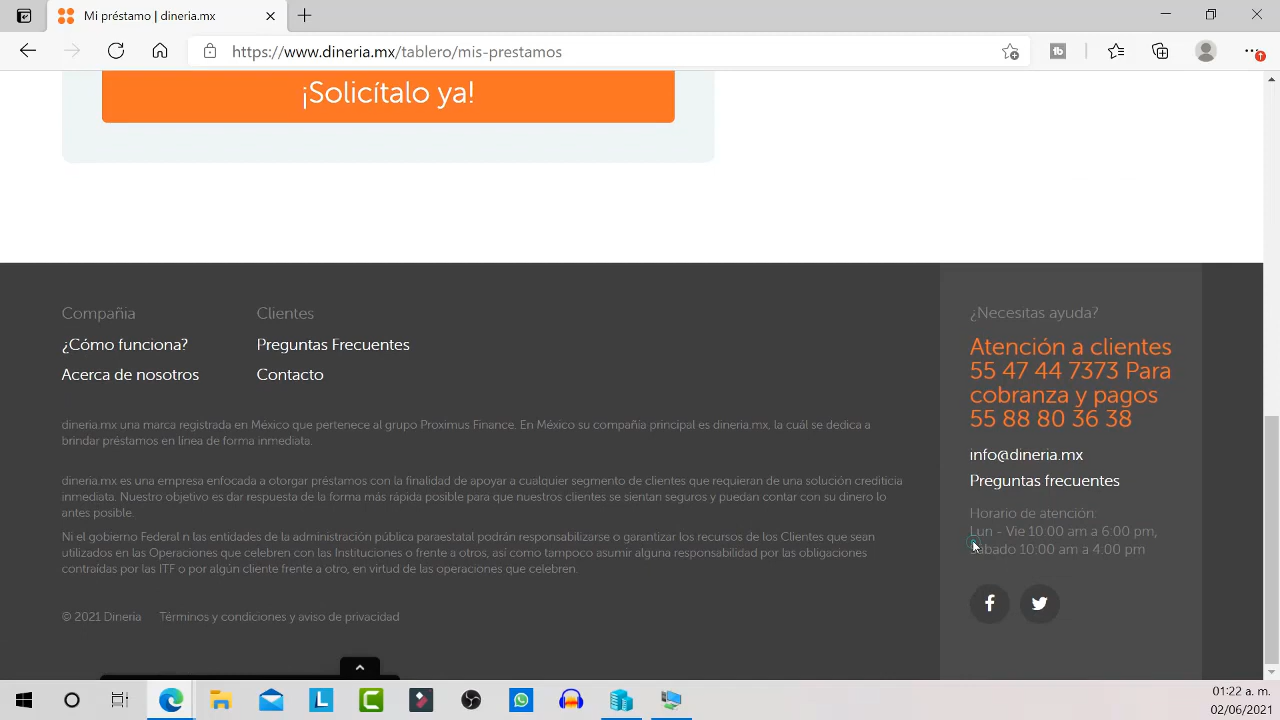 Mi préstamo | dineria.mx
https://www.dineria.mx/tablero/mis-prestamos
¡Solicítalo ya!
Compañia
¿Cómo funciona?
Acerca de nosotros
Clientes
Preguntas Frecuentes
Contacto
dineria.mx una marca registrada en México que pertenece al grupo Proximus Finance. En México su compañía principal es dineria.mx, la cuál se dedica a
brindar préstamos en línea de forma inmediata.
dineria.mx es una empresa enfocada a otorgar préstamos con la finalidad de apoyar a cualquier segmento de clientes que requieran de una solución crediticia
inmediata. Nuestro objetivo es dar respuesta de la forma más rápida posible para que nuestros clientes se sientan seguros y puedan contar con su dinero lo
antes posible.
Ni el gobierno Federal n las entidades de la administración pública paraestatal podrán responsabilizarse o garantizar los recursos de los Clientes que sean
utilizados en las Operaciones que celebren con las Instituciones o frente a otros, así como tampoco asumir alguna responsabilidad por las obligaciones
contraídas por las ITF o por algún cliente frente a otro, en virtud de las operaciones que celebren.
© 2021 Dineria
Términos y condiciones y aviso de privacidad
¿Necesitas ayuda?
Atención a clientes
55 47 44 7373 Para
cobranza y pagos
55 88 80 36 38
info@dineria.mx
Preguntas frecuentes
Horario de atención:
Lun - Vie 10:00 am a 6:00 pm,
Sábado 10:00 am a 4:00 pm
01:22 a. m.
02/06/2021